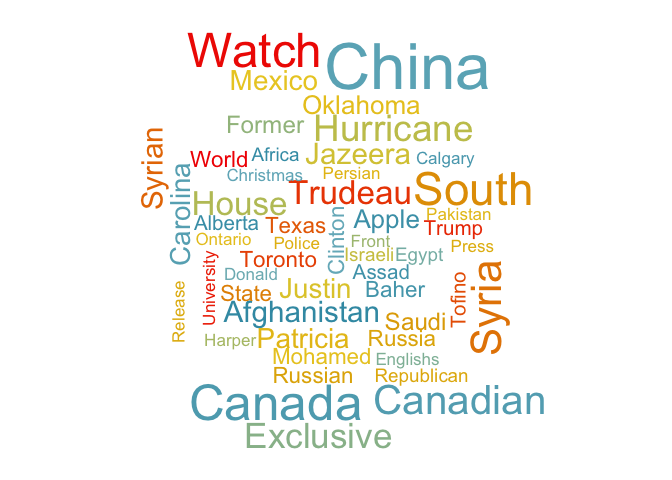 Watch
China
Mexico
Oklahoma
Former
Hurricane
Syrian
World
Africa
Jazeera
Calgary
Christmas
Persian
Carolina
House
Trudeau
South
Alberta
Texas
Clinton
Apple
Pakistan
Trump
Ontario
Police
Front
Press
Toronto
Israeli
Egypt
University
Donald
Assad
Syria
Release
State
Justin
Baher
Tofino
Afghanistan
Saudi
Harper
Patricia
Russia
Mohamed
Englishs
Russian
Republican
Canada
Canadian
Exclusive